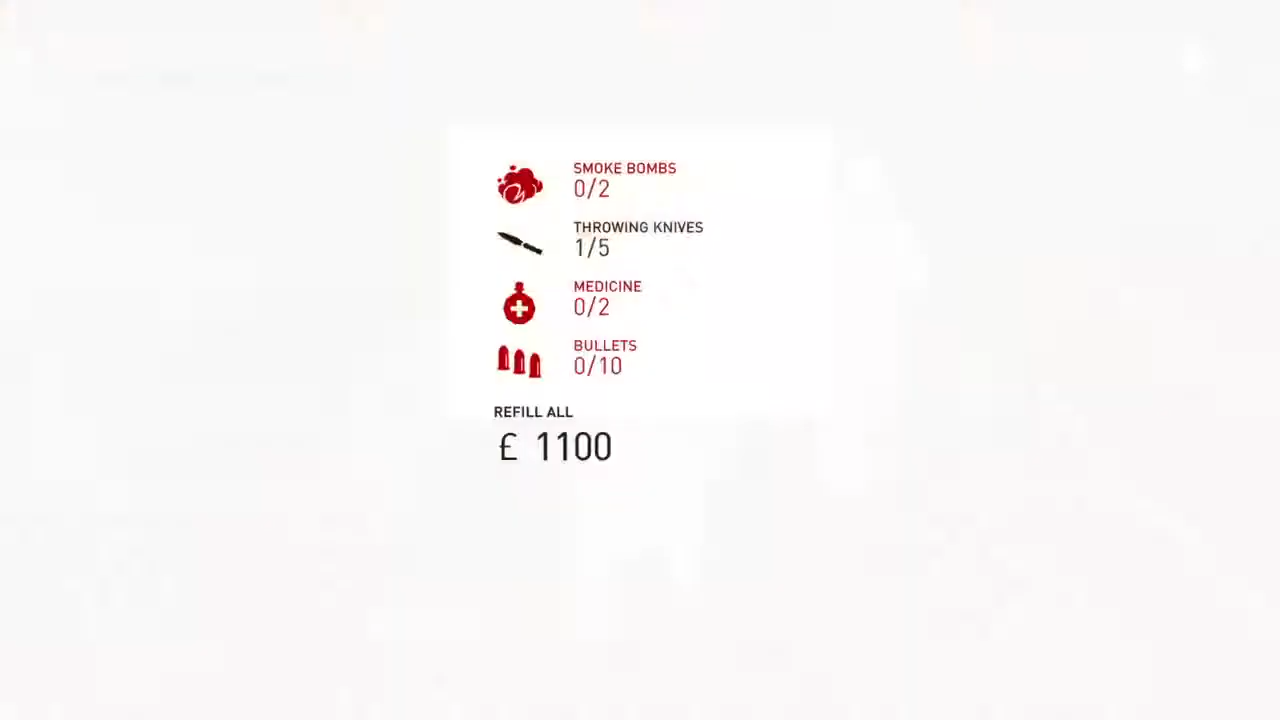 SMOKE BOMBS
0/2
THROWING KNIVES
1/5
MEDICINE
0/2
BULLETS
0/10
REFILL ALL
£ 1100